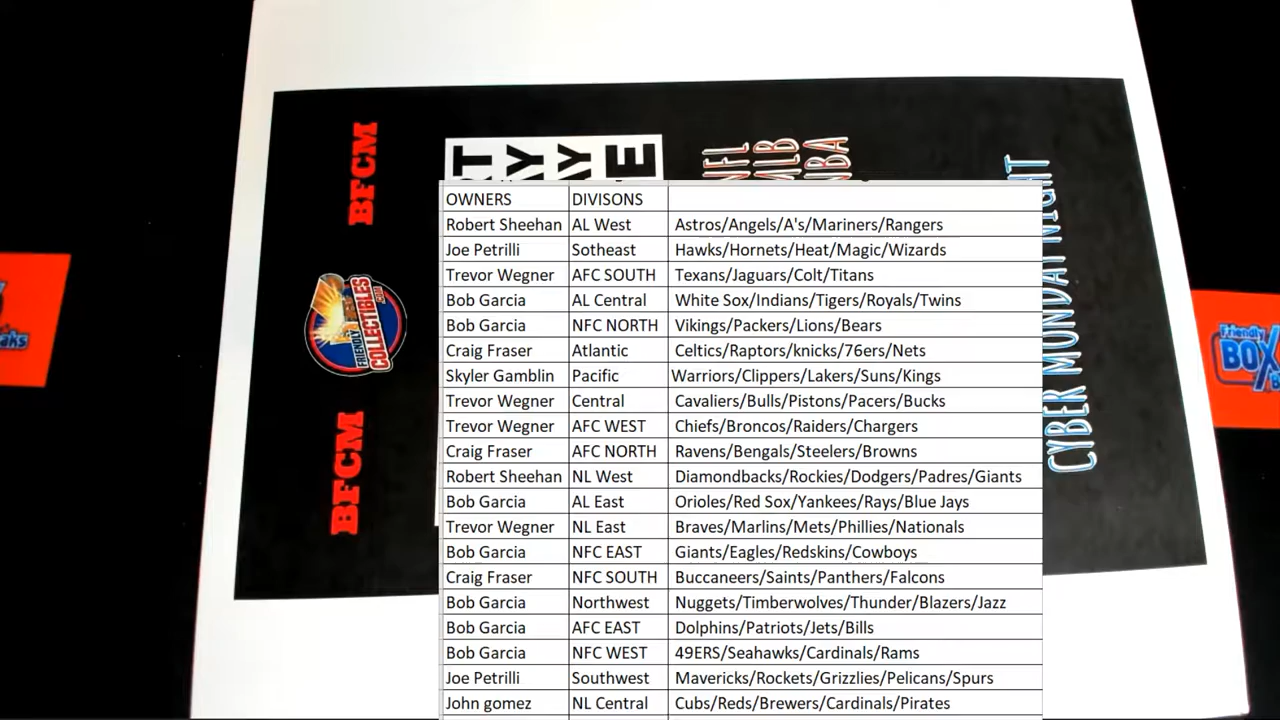 BFCM
BFCM
FRIENDLY
COLLECTIBLES
.COM
NFL
MLB
NBA
CYBER MONDAY NIGHT
Friendly
BOX
OWNERS DIVISONS
Robert Sheehan AL West Astros/Angels/A's/Mariners/Rangers
Joe Petrilli Sotheast Hawks/Hornets/Heat/Magic/Wizards
Trevor Wegner AFC SOUTH Texans/Jaguars/Colt/Titans
Bob Garcia AL Central White Sox/Indians/Tigers/Royals/Twins
Bob Garcia NFC NORTH Vikings/Packers/Lions/Bears
Craig Fraser Atlantic Celtics/Raptors/knicks/76ers/Nets
Skyler Gamblin Pacific Warriors/Clippers/Lakers/Suns/Kings
Trevor Wegner Central Cavaliers/Bulls/Pistons/Pacers/Bucks
Trevor Wegner AFC WEST Chiefs/Broncos/Raiders/Chargers
Craig Fraser AFC NORTH Ravens/Bengals/Steelers/Browns
Robert Sheehan NL West Diamondbacks/Rockies/Dodgers/Padres/Giants
Bob Garcia AL East Orioles/Red Sox/Yankees/Rays/Blue Jays
Trevor Wegner NL East Braves/Marlins/Mets/Phillies/Nationals
Bob Garcia NFC EAST Giants/Eagles/Redskins/Cowboys
Craig Fraser NFC SOUTH Buccaneers/Saints/Panthers/Falcons
Bob Garcia Northwest Nuggets/Timberwolves/Thunder/Blazers/Jazz
Bob Garcia AFC EAST Dolphins/Patriots/Jets/Bills
Bob Garcia NFC WEST 49ERS/Seahawks/Cardinals/Rams
Joe Petrilli Southwest Mavericks/Rockets/Grizzlies/Pelicans/Spurs
John gomez NL Central Cubs/Reds/Brewers/Cardinals/Pirates